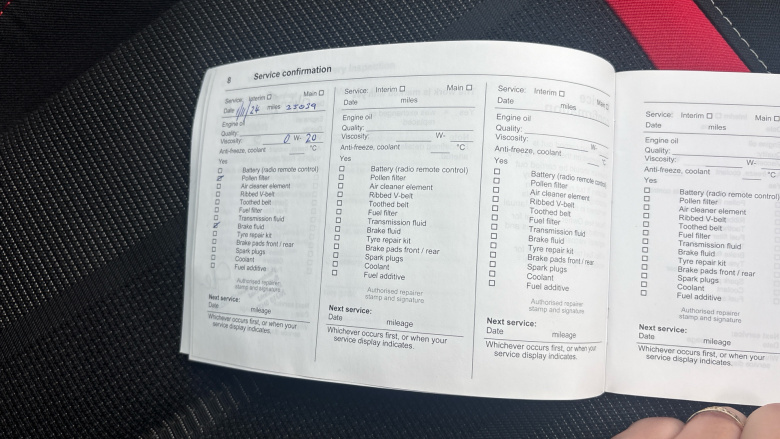 8 Service confirmation
Service: Interim ☐ Main ☐
Date 1/1/24 miles 25039
Engine oil
Quality:
Viscosity: 0 W- 20
Anti-freeze, coolant °C
Yes
☐ Battery (radio remote control)
☑ Pollen filter
☐ Air cleaner element
☐ Ribbed V-belt
☐ Toothed belt
☐ Fuel filter
☐ Transmission fluid
☑ Brake fluid
☐ Tyre repair kit
☐ Brake pads front / rear
☐ Spark plugs
☐ Coolant
☐ Fuel additive
Authorised repairer
stamp and signature
Next service:
Date mileage
Whichever occurs first, or when your
service display indicates.
Service: Interim ☐ Main ☐
Date miles
Engine oil
Quality:
Viscosity: W-
Anti-freeze, coolant °C
Yes
☐ Battery (radio remote control)
☐ Pollen filter
☐ Air cleaner element
☐ Ribbed V-belt
☐ Toothed belt
☐ Fuel filter
☐ Transmission fluid
☐ Brake fluid
☐ Tyre repair kit
☐ Brake pads front / rear
☐ Spark plugs
☐ Coolant
☐ Fuel additive
Authorised repairer
stamp and signature
Next service:
Date mileage
Whichever occurs first, or when your
service display indicates.
Service: Interim ☐ Main ☐
Date miles
Engine oil
Quality:
Viscosity: W-
Anti-freeze, coolant °C
Yes
☐ Battery (radio remote control)
☐ Pollen filter
☐ Air cleaner element
☐ Ribbed V-belt
☐ Toothed belt
☐ Fuel filter
☐ Transmission fluid
☐ Brake fluid
☐ Tyre repair kit
☐ Brake pads front / rear
☐ Spark plugs
☐ Coolant
☐ Fuel additive
Authorised repairer
stamp and signature
Next service:
Date mileage
Whichever occurs first, or when your
service display indicates.
Service: Interim ☐ Main ☐
Date miles
Engine oil
Quality:
Viscosity: W-
Anti-freeze, coolant °C
Yes
☐ Battery (radio remote control)
☐ Pollen filter
☐ Air cleaner element
☐ Ribbed V-belt
☐ Toothed belt
☐ Fuel filter
☐ Transmission fluid
☐ Brake fluid
☐ Tyre repair kit
☐ Brake pads front / rear
☐ Spark plugs
☐ Coolant
☐ Fuel additive
Authorised repairer
stamp and signature
Next service:
Date mileage
Whichever occurs first, or when your
service display indicates.